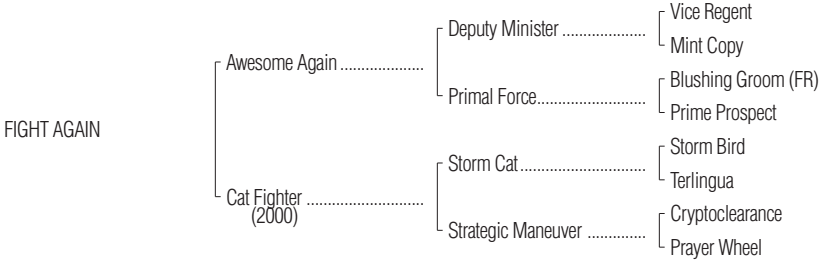 Vice Regent
Deputy Minister ....................
Mint Copy
Awesome Again ....................
Blushing Groom (FR)
Primal Force..........................
Prime Prospect
FIGHT AGAIN
Storm Bird
Storm Cat..............................
Terlingua
Cat Fighter ............................
(2000)
Cryptoclearance
Strategic Maneuver ..............
Prayer Wheel